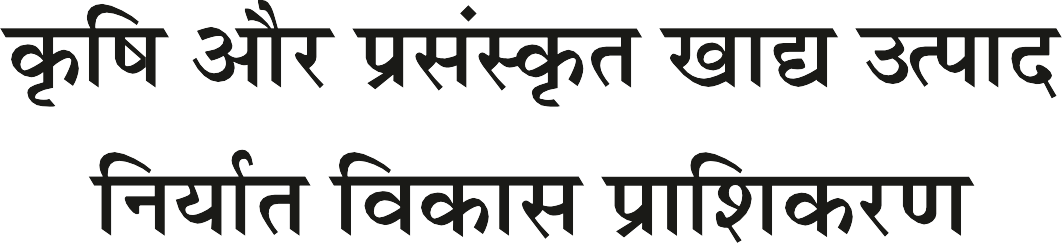 कृषि और प्रसंस्कृत खाद्य उत्पाद
निर्यात विकास प्राशिकरण